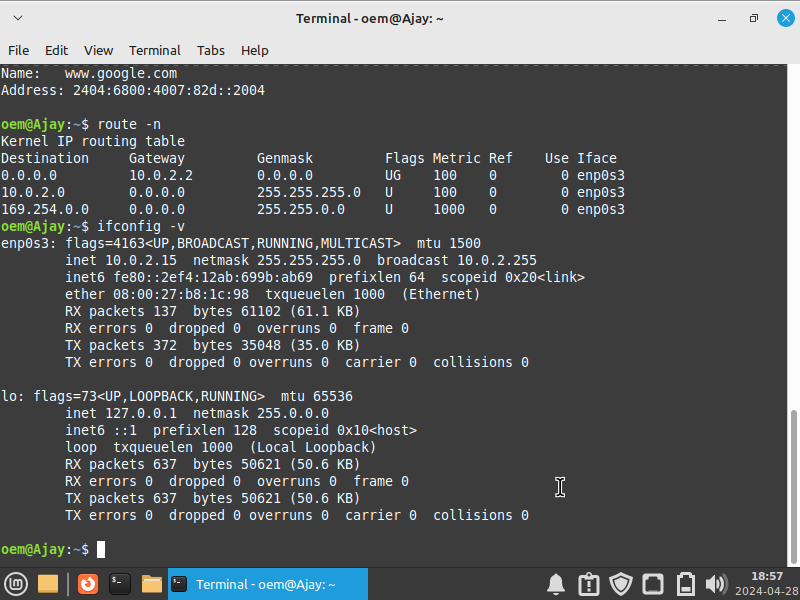 Terminal - oem@Ajay: ~
File Edit View Terminal Tabs Help
Name:   www.google.com
Address: 2404:6800:4007:82d::2004
oem@Ajay:~$ route -n
Kernel IP routing table
Destination     Gateway         Genmask         Flags Metric Ref    Use Iface
0.0.0.0         10.0.2.2        0.0.0.0         UG    100    0        0 enp0s3
10.0.2.0        0.0.0.0         255.255.255.0   U     100    0        0 enp0s3
169.254.0.0     0.0.0.0         255.255.0.0     U     1000   0        0 enp0s3
oem@Ajay:~$ ifconfig -v
enp0s3: flags=4163<UP,BROADCAST,RUNNING,MULTICAST>  mtu 1500
        inet 10.0.2.15  netmask 255.255.255.0  broadcast 10.0.2.255
        inet6 fe80::2ef4:12ab:699b:ab69  prefixlen 64  scopeid 0x20<link>
        ether 08:00:27:b8:1c:98  txqueuelen 1000  (Ethernet)
        RX packets 137  bytes 61102 (61.1 KB)
        RX errors 0  dropped 0  overruns 0  frame 0
        TX packets 372  bytes 35048 (35.0 KB)
        TX errors 0  dropped 0 overruns 0  carrier 0  collisions 0
lo: flags=73<UP,LOOPBACK,RUNNING>  mtu 65536
        inet 127.0.0.1  netmask 255.0.0.0
        inet6 ::1  prefixlen 128  scopeid 0x10<host>
        loop  txqueuelen 1000  (Local Loopback)
        RX packets 637  bytes 50621 (50.6 KB)
        RX errors 0  dropped 0  overruns 0  frame 0
        TX packets 637  bytes 50621 (50.6 KB)
        TX errors 0  dropped 0 overruns 0  carrier 0  collisions 0
oem@Ajay:~$
Terminal - oem@Ajay: ~
18:57
2024-04-28